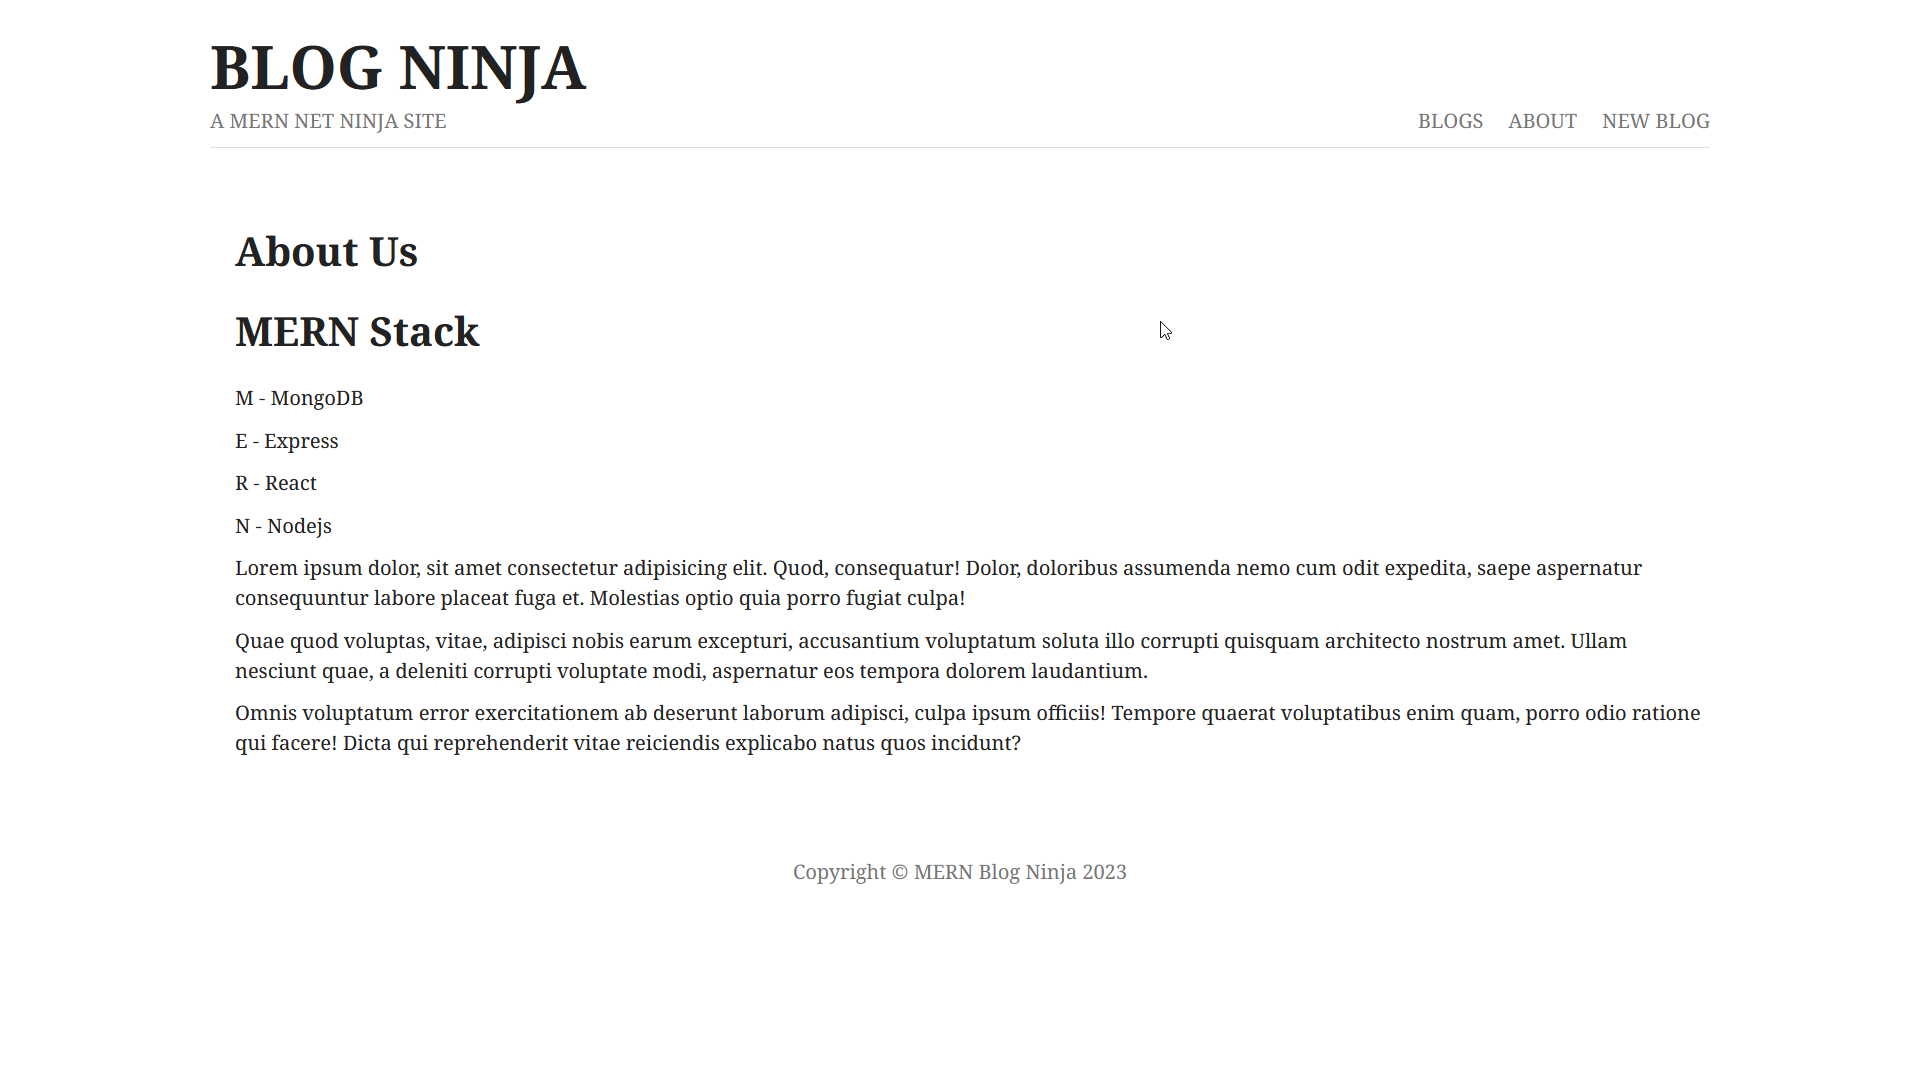 BLOG NINJA
A MERN NET NINJA SITE
BLOGS ABOUT NEW BLOG
About Us
MERN Stack
M - MongoDB
E - Express
R - React
N - Nodejs
Lorem ipsum dolor, sit amet consectetur adipisicing elit. Quod, consequatur! Dolor, doloribus assumenda nemo cum odit expedita, saepe aspernatur
consequuntur labore placeat fuga et. Molestias optio quia porro fugiat culpa!
Quae quod voluptas, vitae, adipisci nobis earum excepturi, accusantium voluptatum soluta illo corrupti quisquam architecto nostrum amet. Ullam
nesciunt quae, a deleniti corrupti voluptate modi, aspernatur eos tempora dolorem laudantium.
Omnis voluptatum error exercitationem ab deserunt laborum adipisci, culpa ipsum officiis! Tempore quaerat voluptatibus enim quam, porro odio ratione
qui facere! Dicta qui reprehenderit vitae reiciendis explicabo natus quos incidunt?
Copyright © MERN Blog Ninja 2023